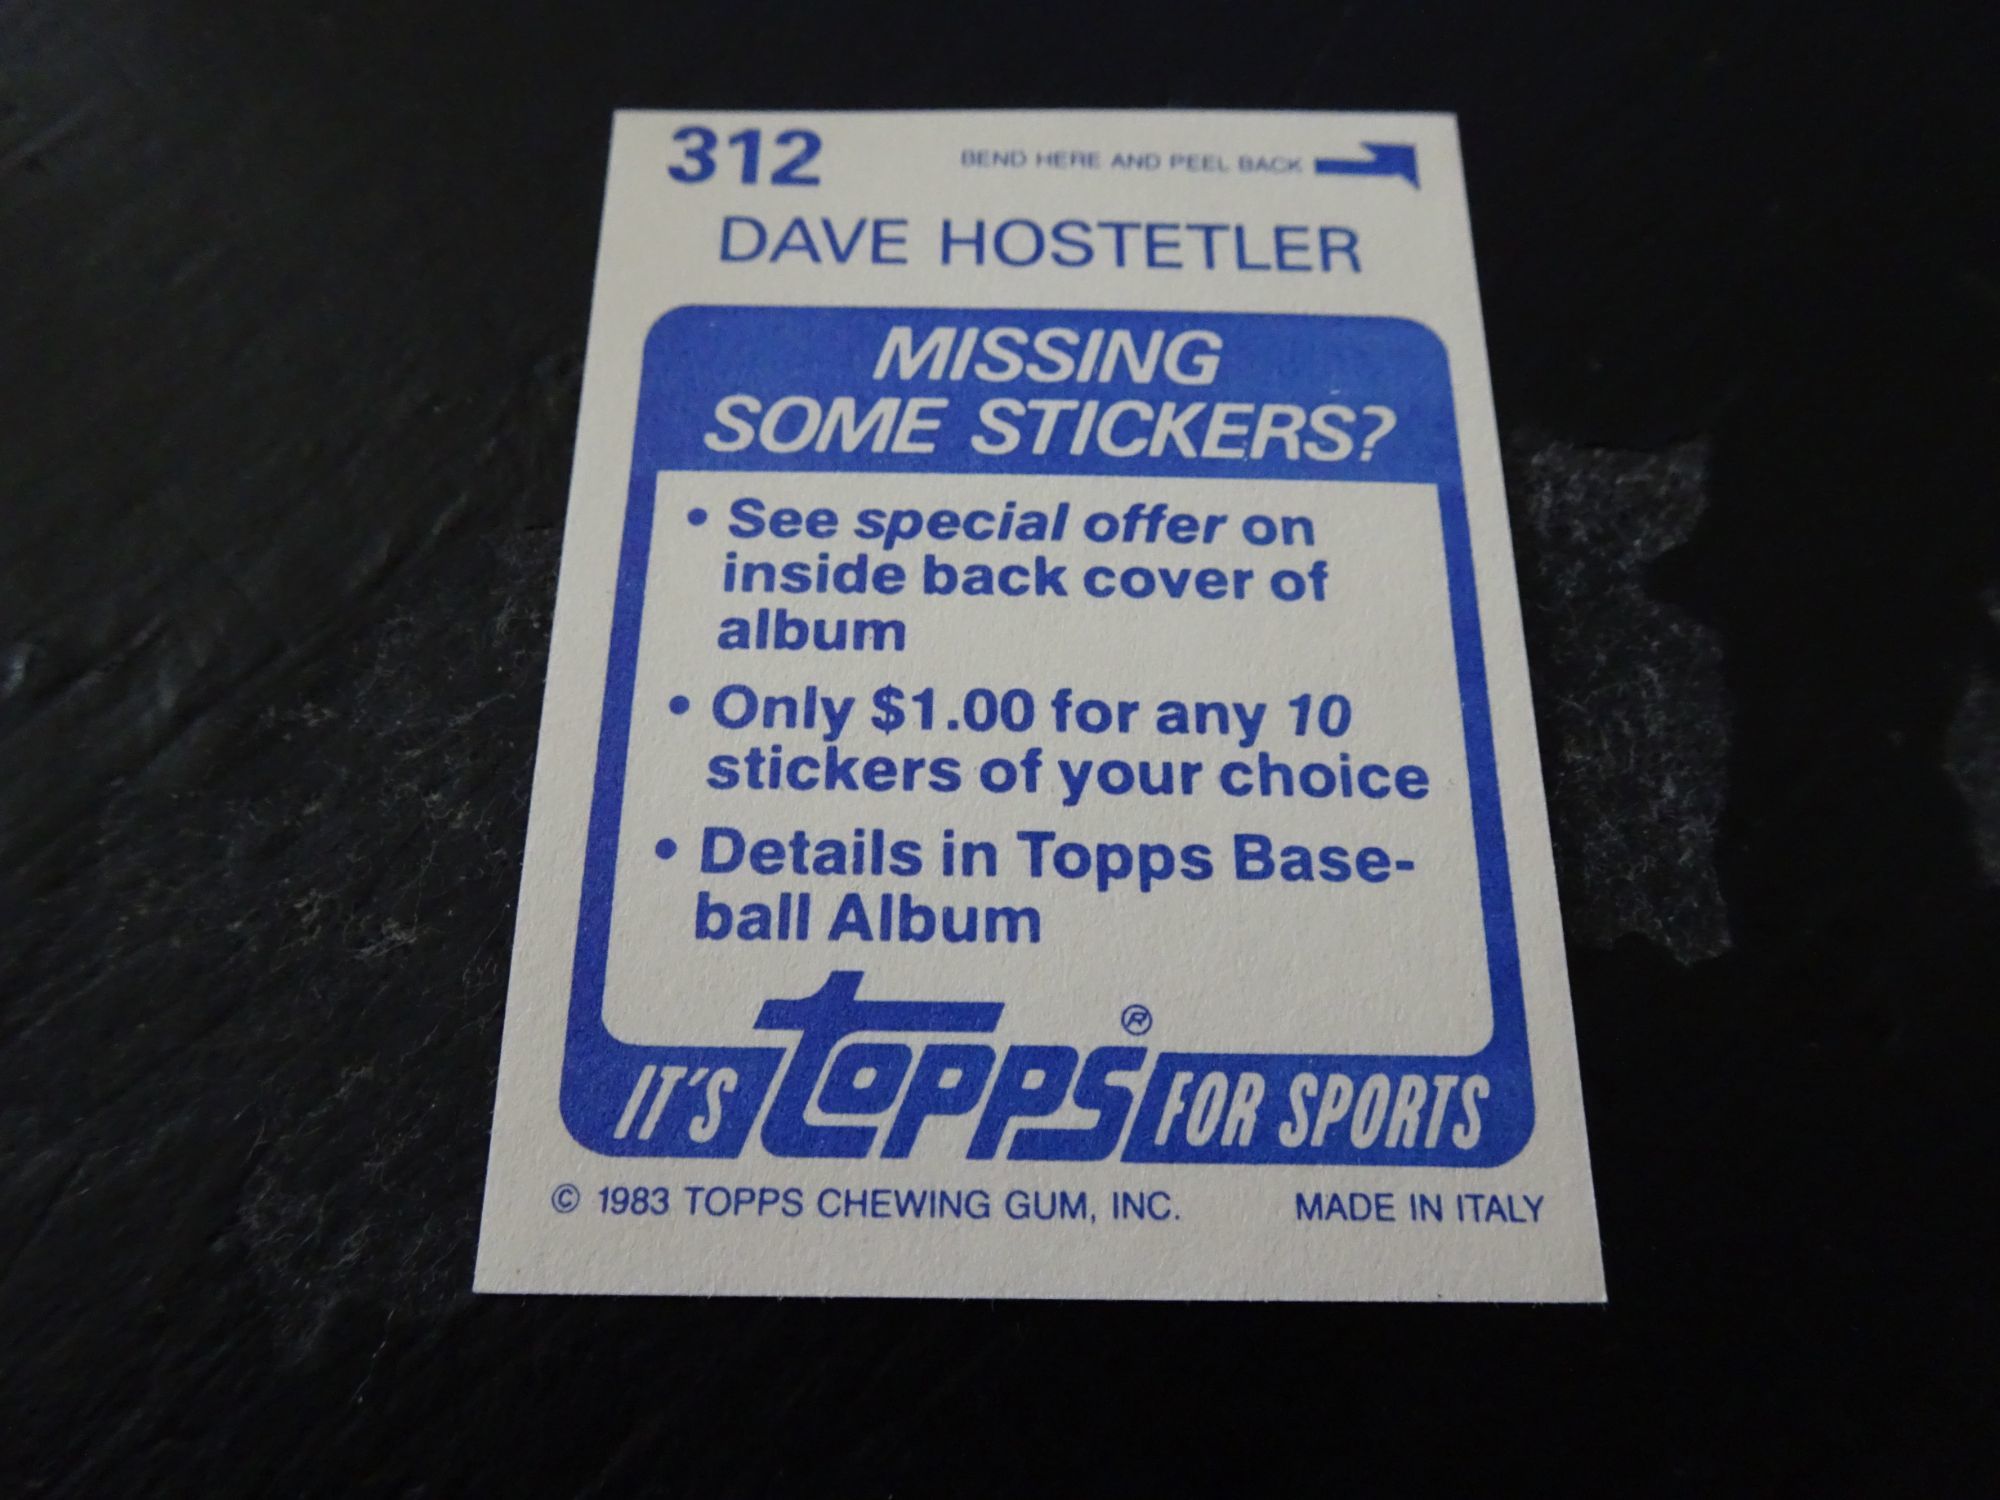 312
BEND HERE AND PEEL BACK
DAVE HOSTETLER
MISSING
SOME STICKERS?
• See special offer on
inside back cover of
album
• Only $1.00 for any 10
stickers of your choice
• Details in Topps Base-
ball Album
IT'S topps® FOR SPORTS
© 1983 TOPPS CHEWING GUM, INC. MADE IN ITALY